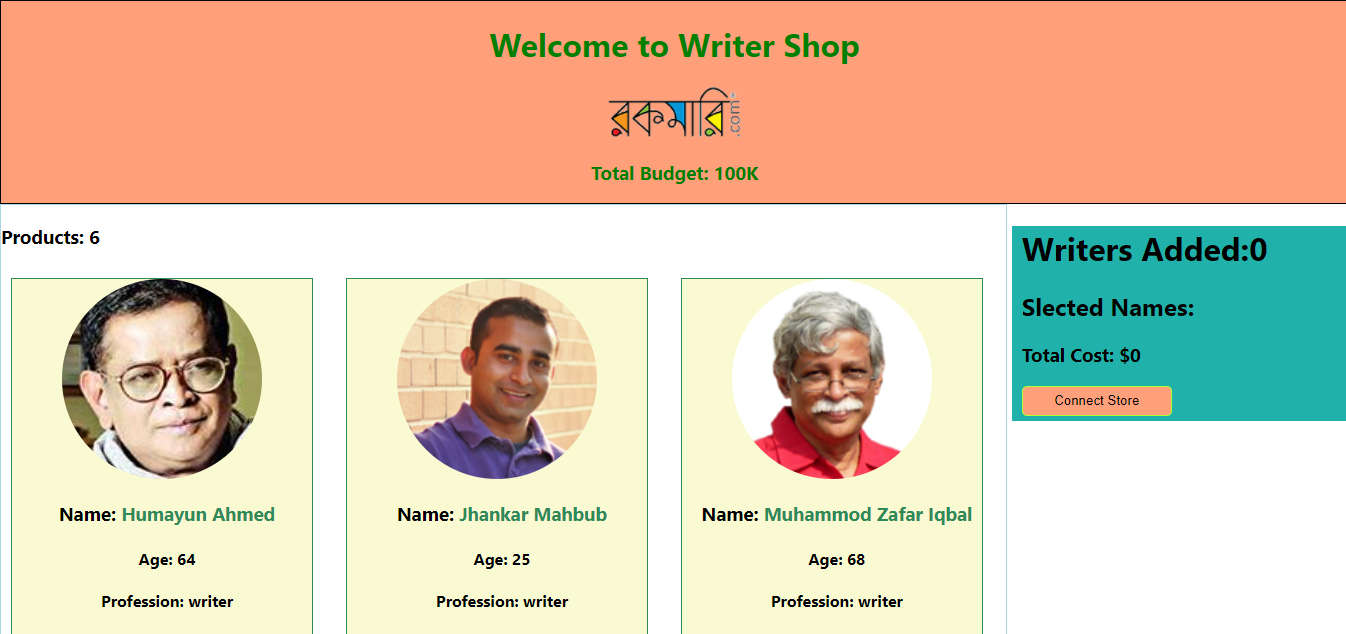 Welcome to Writer Shop
রকমারি
.com
Total Budget: 100K
Products: 6
Name: Humayun Ahmed
Age: 64
Profession: writer
Name: Jhankar Mahbub
Age: 25
Profession: writer
Name: Muhammod Zafar Iqbal
Age: 68
Profession: writer
Writers Added:0
Slected Names:
Total Cost: $0
Connect Store